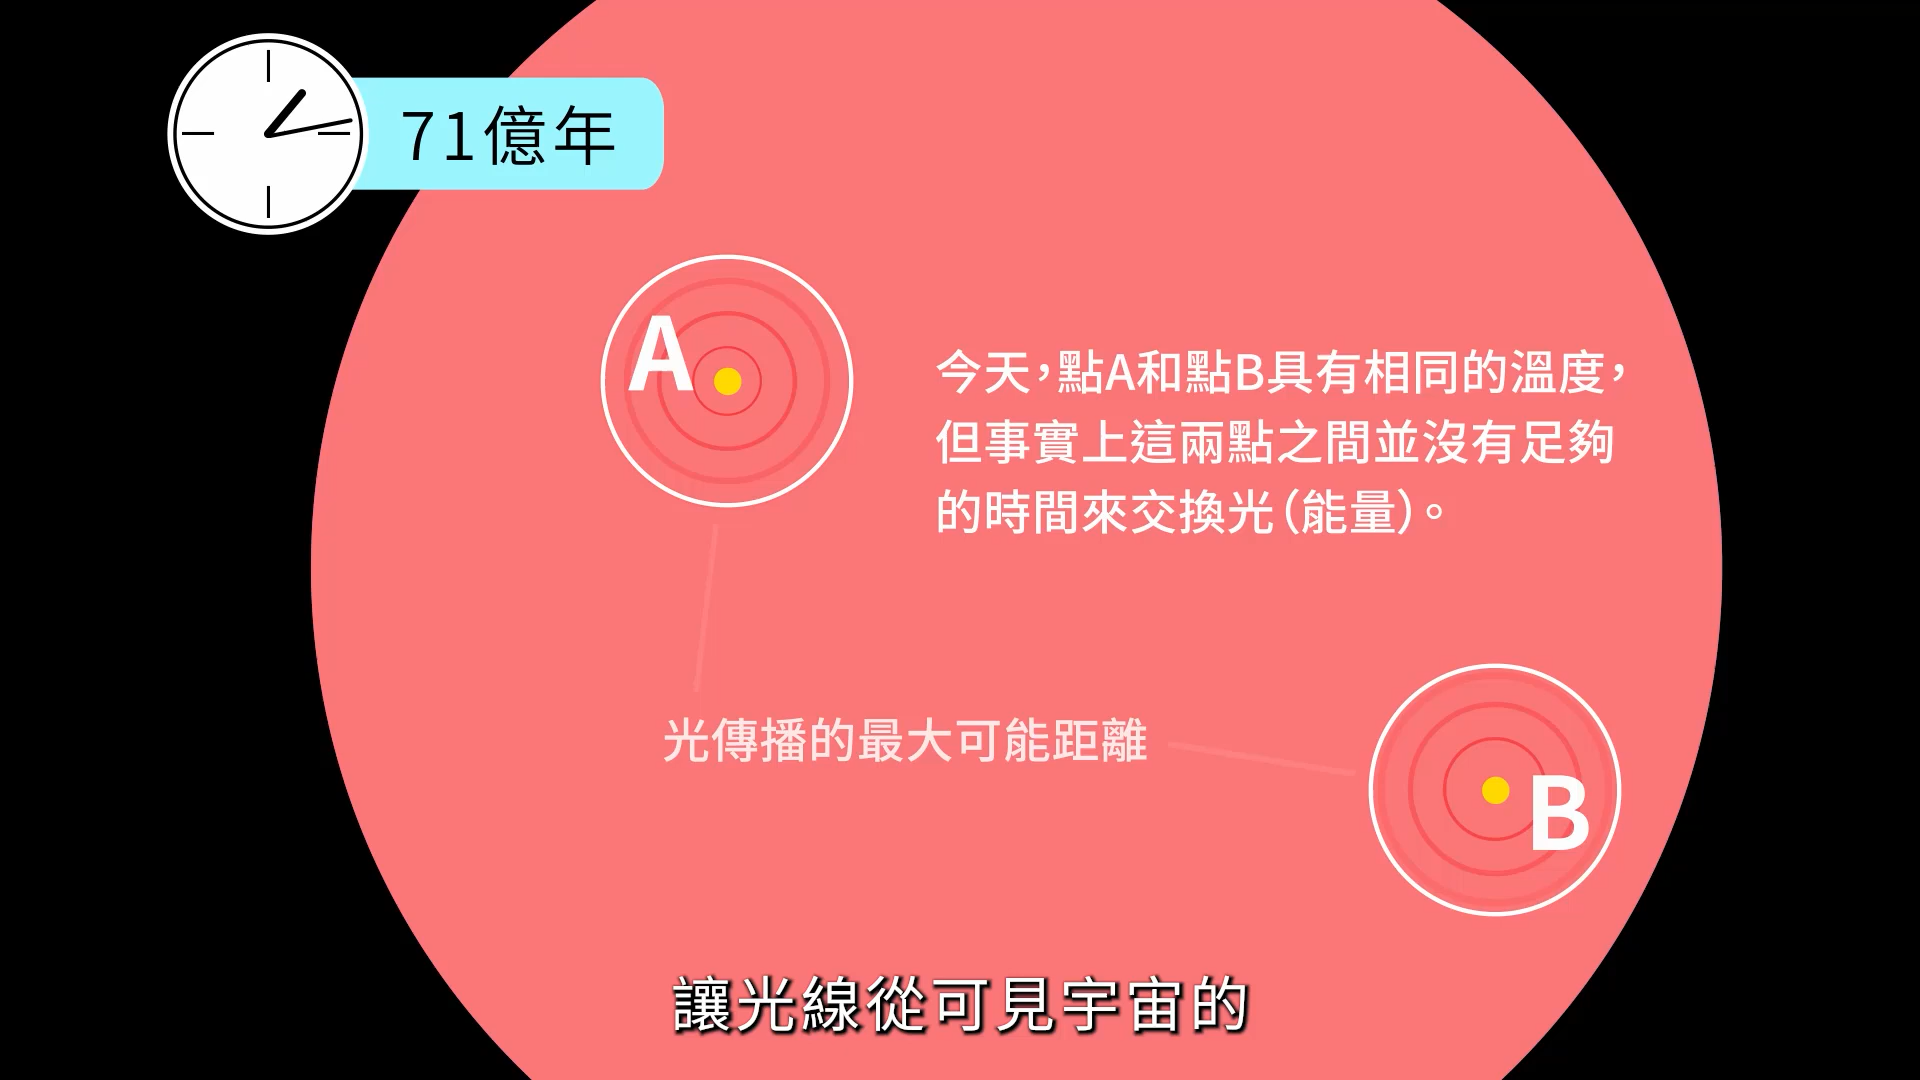 71億年
A
今天，點A和點B具有相同的溫度，
但事實上這兩點之間並沒有足夠
的時間來交換光（能量）。
光傳播的最大可能距離
B
讓光線從可見宇宙的